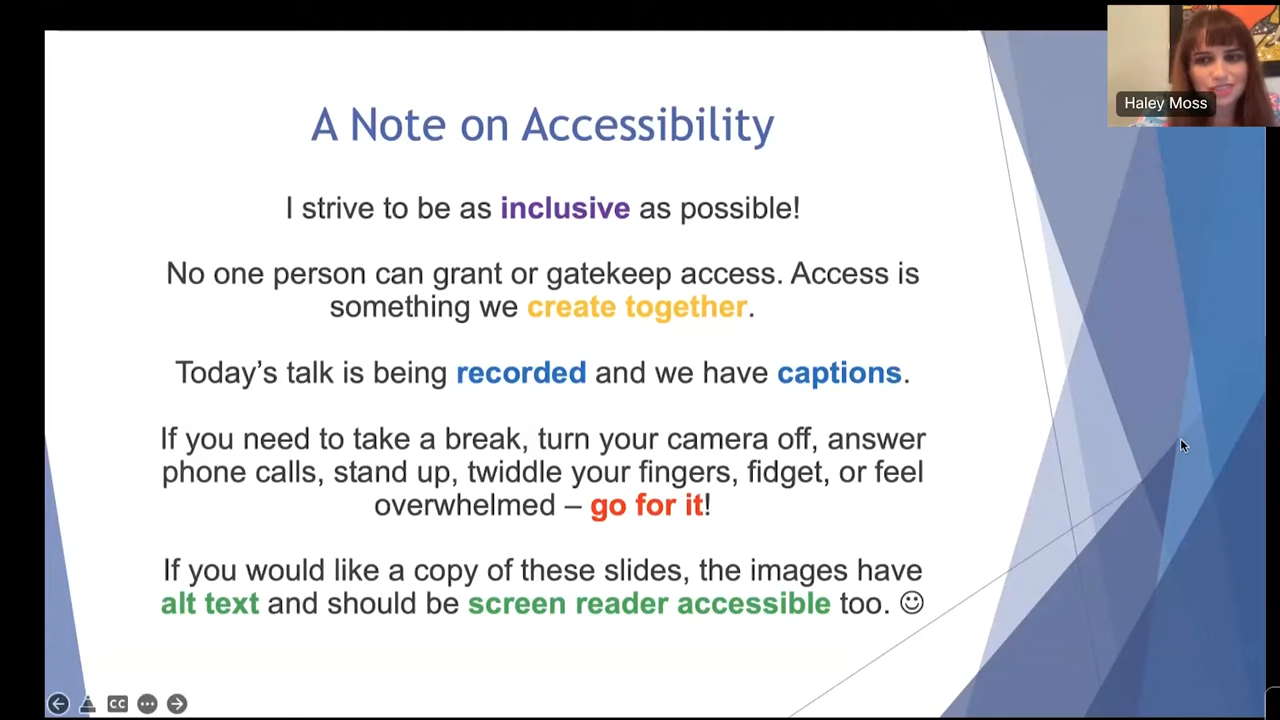 A Note on Accessibility
Haley Moss
I strive to be as inclusive as possible!
No one person can grant or gatekeep access. Access is
something we create together.
Today’s talk is being recorded and we have captions.
If you need to take a break, turn your camera off, answer
phone calls, stand up, twiddle your fingers, fidget, or feel
overwhelmed – go for it!
If you would like a copy of these slides, the images have
alt text and should be screen reader accessible too. ☺
CC